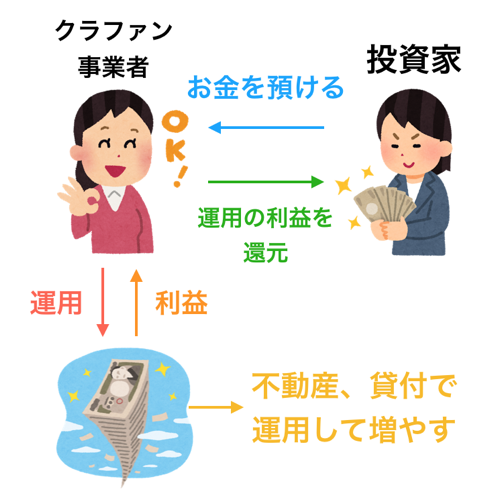 クラファン
事業者
投資家
お金を預ける
OK!
運用の利益を
還元
運用
利益
不動産、貸付で
運用して増やす